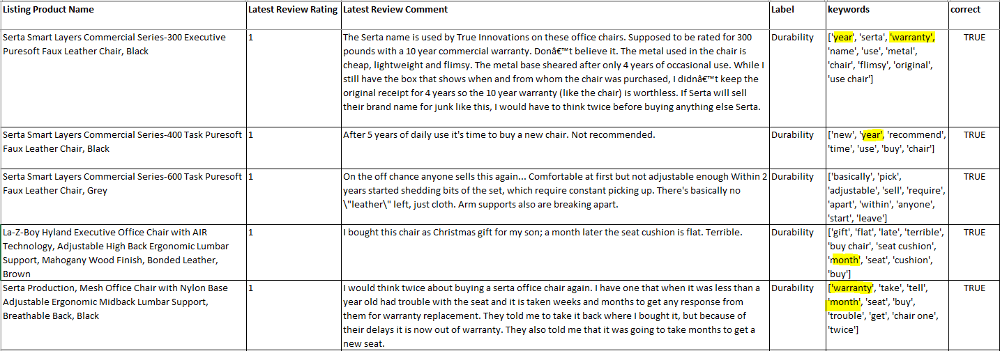 Listing Product Name Latest Review Rating Latest Review Comment Label keywords correct
Serta Smart Layers Commercial Series-300 Executive
Puresoft Faux Leather Chair, Black
1
The Serta name is used by True Innovations on these office chairs. Supposed to be rated for 300
pounds with a 10 year commercial warranty. Donâ€™t believe it. The metal used in the chair is
cheap, lightweight and flimsy. The metal base sheared after only 4 years of occasional use. While I
still have the box that shows when and from whom the chair was purchased, I didnâ€™t keep the
original receipt for 4 years so the 10 year warranty (like the chair) is worthless. If Serta will sell
their brand name for junk like this, I would have to think twice before buying anything else Serta.
Durability
['year', 'serta', 'warranty',
'name', 'use', 'metal',
'chair', 'flimsy', 'original',
'use chair']
TRUE
Serta Smart Layers Commercial Series-400 Task Puresoft
Faux Leather Chair, Black
1
After 5 years of daily use it's time to buy a new chair. Not recommended.
Durability
['new', 'year', 'recommend',
'time', 'use', 'buy', 'chair']
TRUE
Serta Smart Layers Commercial Series-600 Task Puresoft
Faux Leather Chair, Grey
1
On the off chance anyone sells this again... Comfortable at first but not adjustable enough Within 2
years started shedding bits of the set, which require constant picking up. There's basically no
\"leather\" left, just cloth. Arm supports also are breaking apart.
Durability
['basically', 'pick',
'adjustable', 'sell', 'require',
'apart', 'within', 'anyone',
'start', 'leave']
TRUE
La-Z-Boy Hyland Executive Office Chair with AIR
Technology, Adjustable High Back Ergonomic Lumbar
Support, Mahogany Wood Finish, Bonded Leather,
Brown
1
I bought this chair as Christmas gift for my son; a month later the seat cushion is flat. Terrible.
Durability
['gift', 'flat', 'late', 'terrible',
'buy chair', 'seat cushion',
'month', 'seat', 'cushion',
'buy']
TRUE
Serta Production, Mesh Office Chair with Nylon Base
Adjustable Ergonomic Midback Lumbar Support,
Breathable Back, Black
1
I would think twice about buying a serta office chair again. I have one that when it was less than a
year old had trouble with the seat and it is taken weeks and months to get any response from
them for warranty replacement. They told me to take it back where I bought it, but because of
their delays it is now out of warranty. They also told me that it was going to take months to get a
new seat.
Durability
['warranty', 'take', 'tell',
'month', 'seat', 'buy',
'trouble', 'get', 'chair one',
'twice']
TRUE